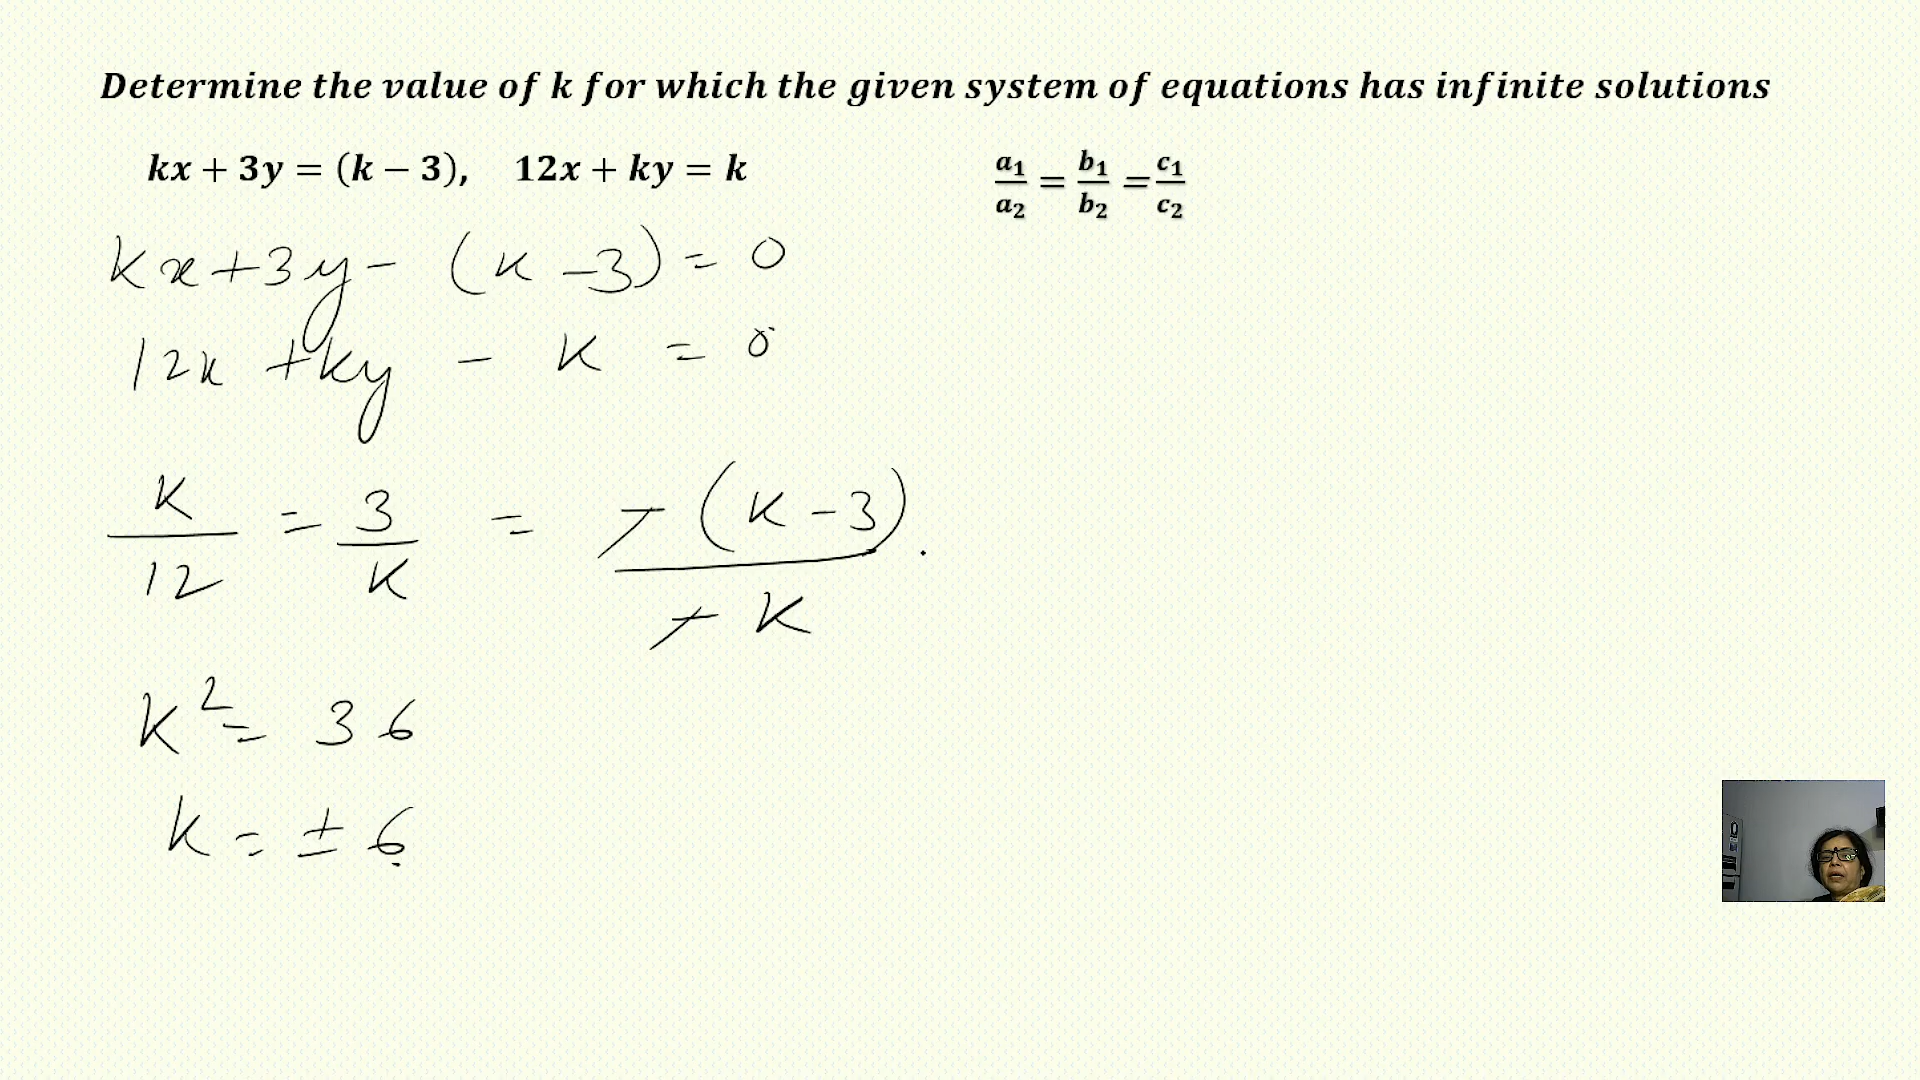 Determine the value of k for which the given system of equations has infinite solutions
kx + 3y = (k − 3), 12x + ky = k
a₁/a₂ = b₁/b₂ = c₁/c₂
kx + 3y − (k − 3) = 0
12x + ky − k = 0
k/12 = 3/k = −(k − 3)/−k .
k² = 36
k = ± 6